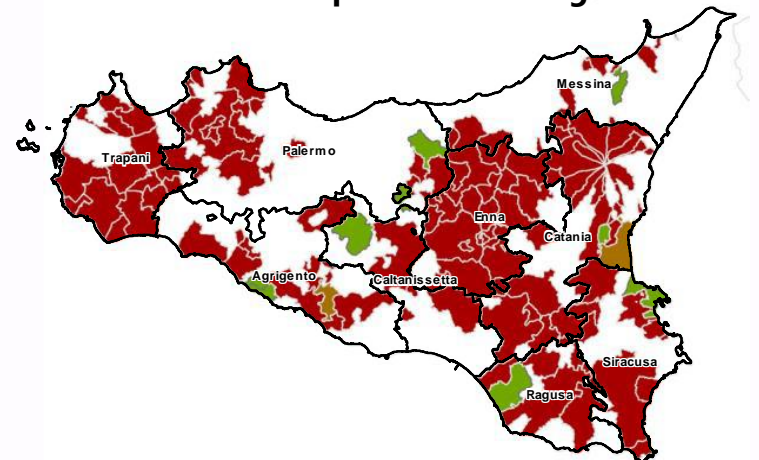 Messina
Palermo
Trapani
Enna
Catania
Agrigento
Caltanissetta
Siracusa
Ragusa